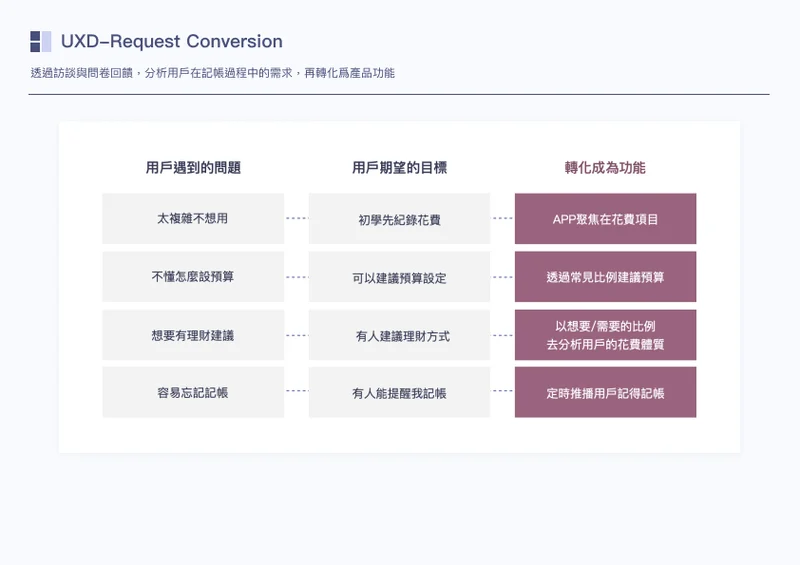 UXD–Request Conversion
透過訪談與問卷回饋，分析用戶在記帳過程中的需求，再轉化爲產品功能
用戶遇到的問題
用戶期望的目標
轉化成為功能
太複雜不想用
初學先紀錄花費
APP聚焦在花費項目
不懂怎麼設預算
可以建議預算設定
透過常見比例建議預算
想要有理財建議
有人建議理財方式
以想要/需要的比例
去分析用戶的花費體質
容易忘記記帳
有人能提醒我記帳
定時推播用戶記得記帳